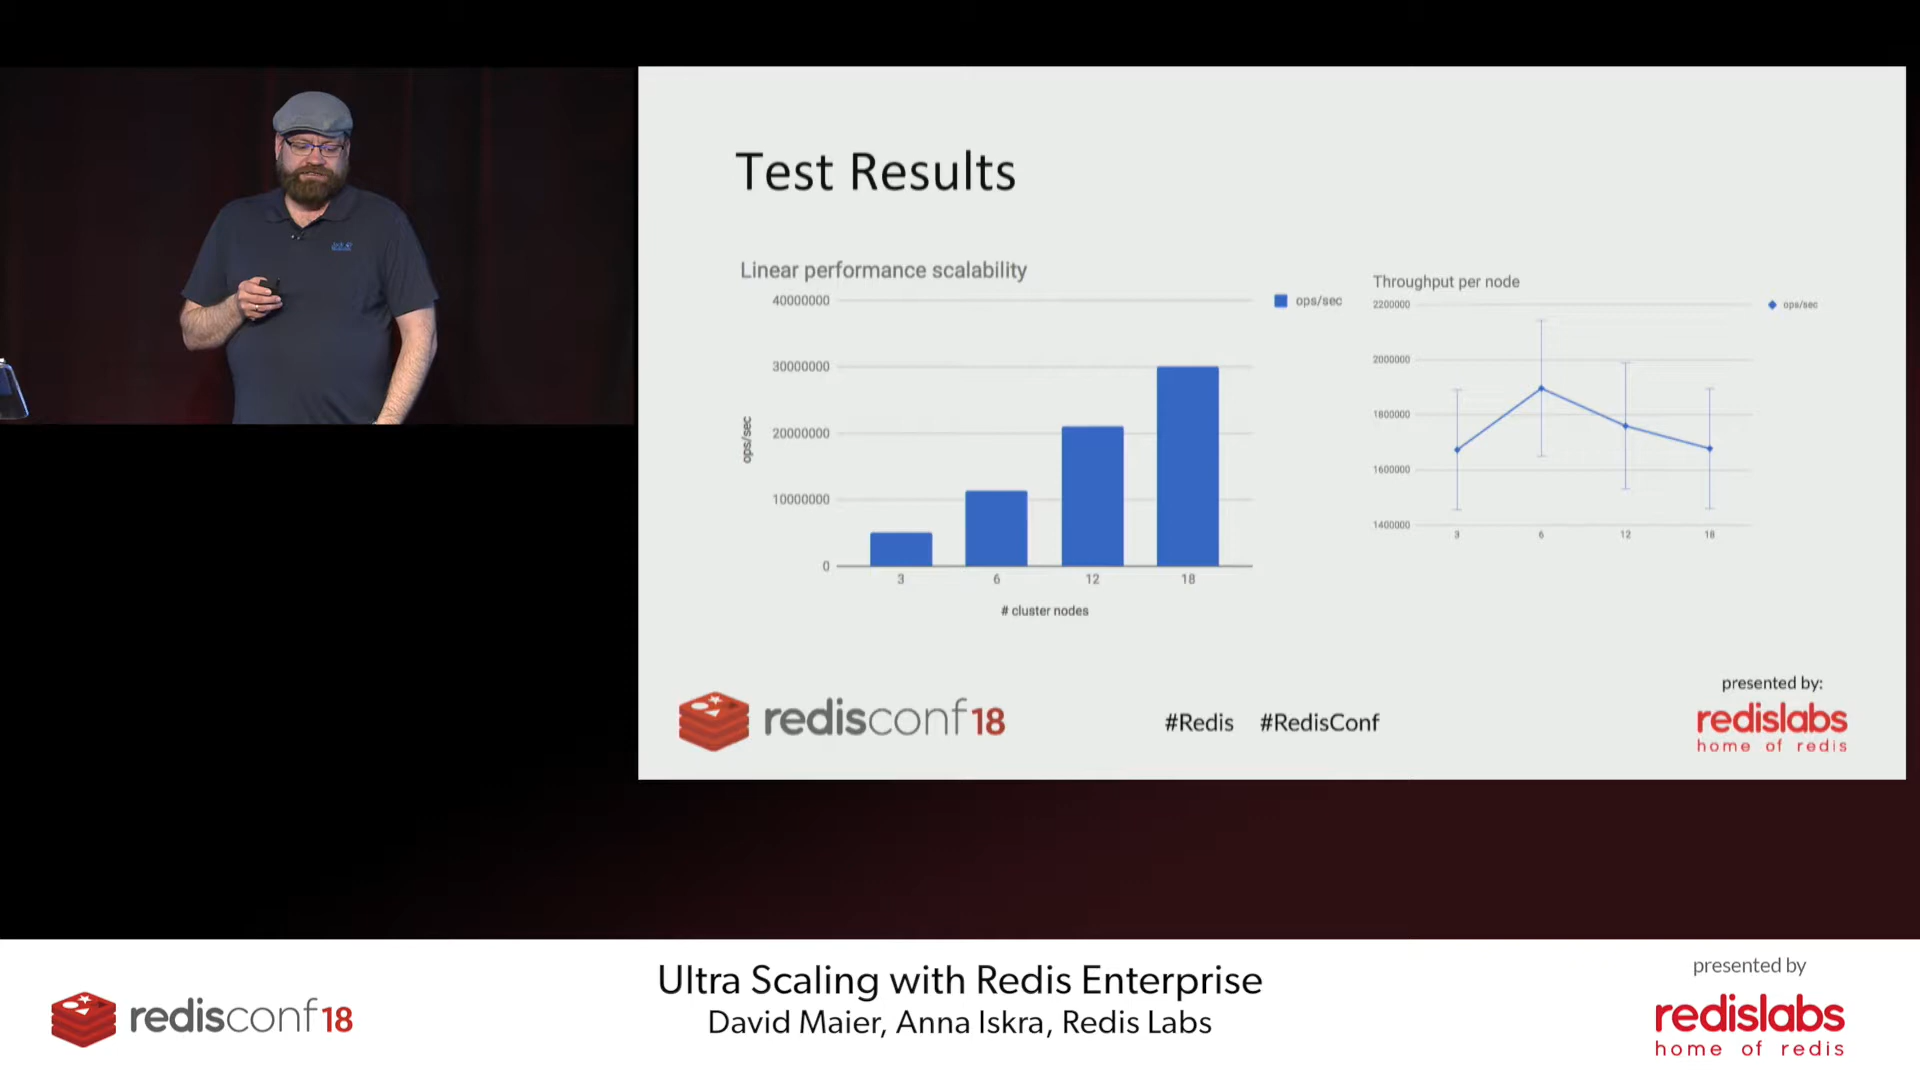 Test Results
Linear performance scalability
40000000
30000000
20000000
10000000
0
ops/sec
3 6 12 18
# cluster nodes
ops/sec
Throughput per node
2200000
2000000
1800000
1600000
1400000
3 6 12 18
ops/sec
redisconf18
#Redis #RedisConf
presented by:
redislabs
home of redis
redisconf18
Ultra Scaling with Redis Enterprise
David Maier, Anna Iskra, Redis Labs
presented by
redislabs
home of redis